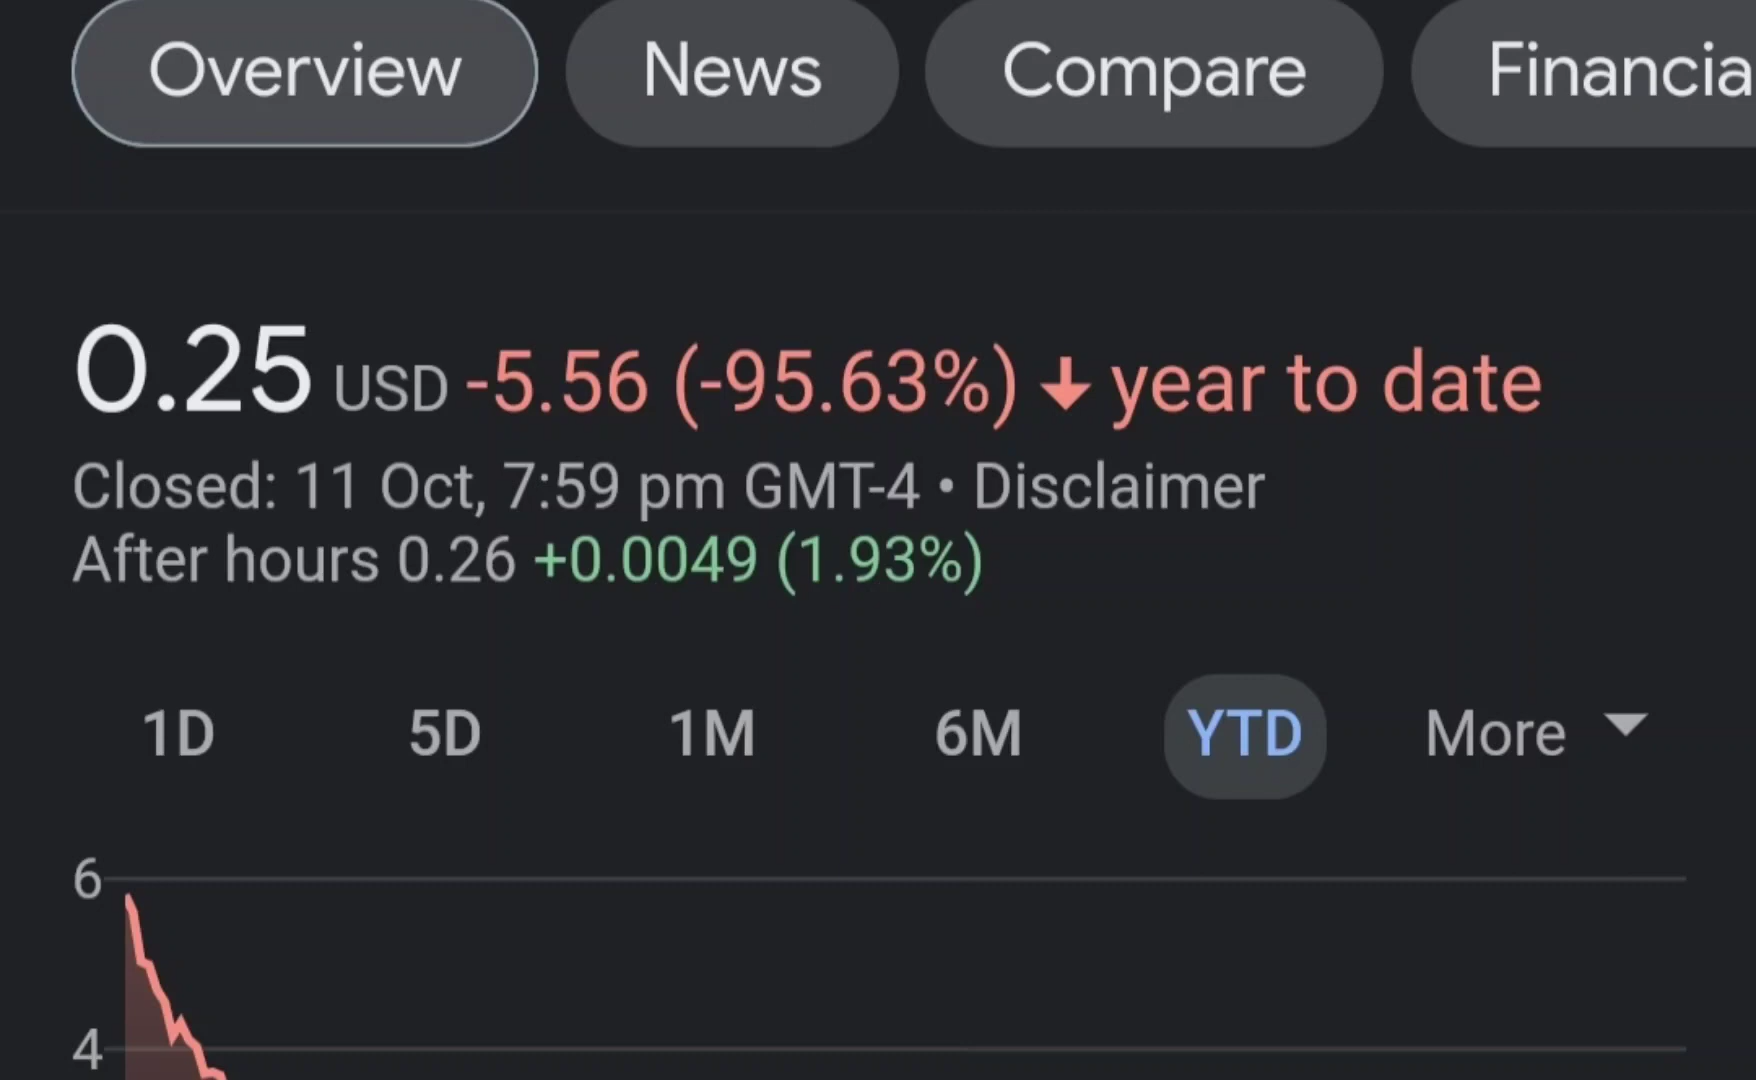 Overview News Compare Financia
0.25 USD -5.56 (-95.63%) ↓ year to date
Closed: 11 Oct, 7:59 pm GMT-4 • Disclaimer
After hours 0.26 +0.0049 (1.93%)
1D 5D 1M 6M YTD More
6
4